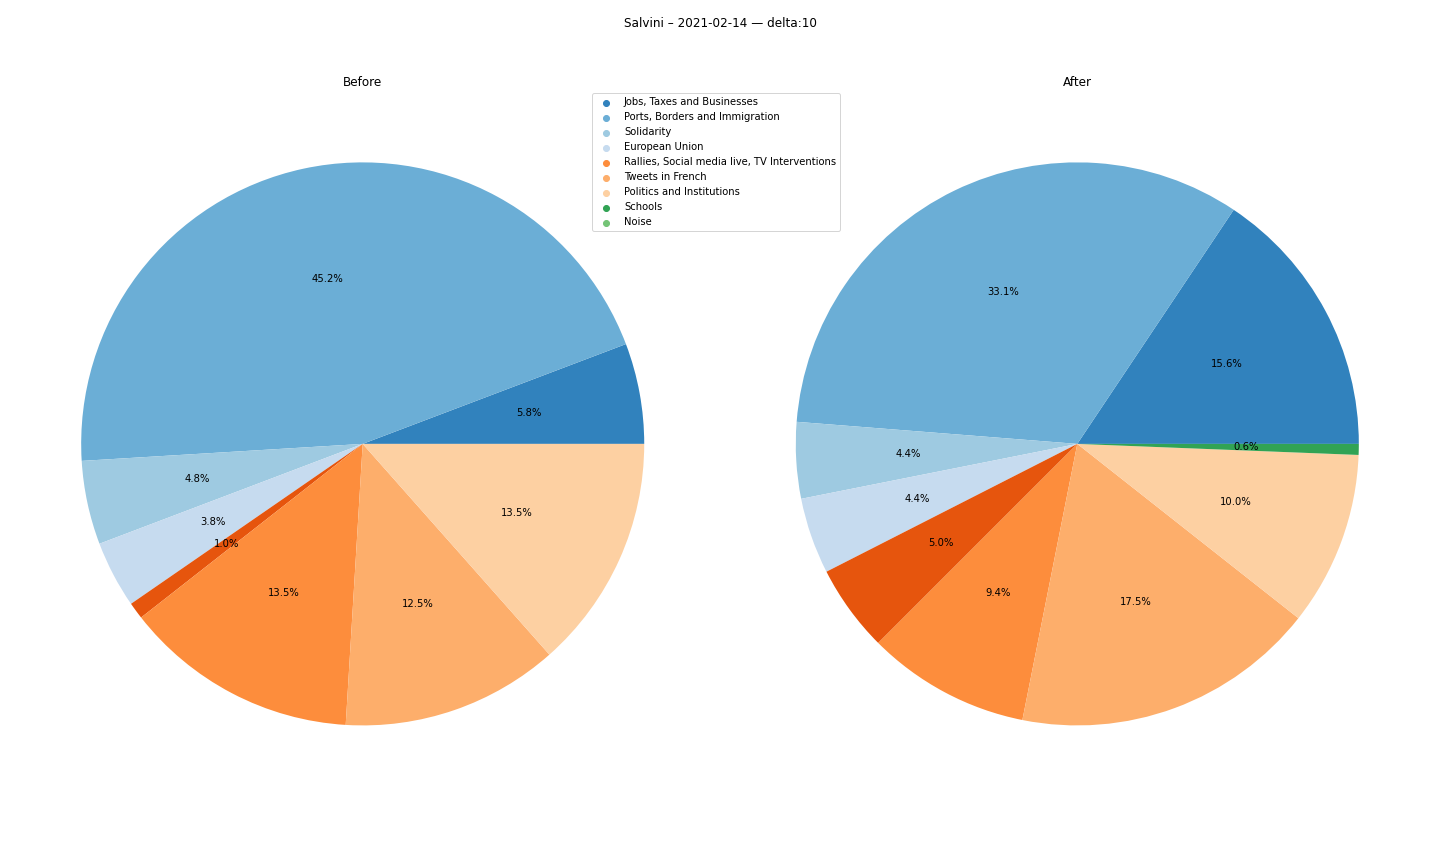 Salvini – 2021-02-14 — delta:10
Before
After
Jobs, Taxes and Businesses
Ports, Borders and Immigration
Solidarity
European Union
Rallies, Social media live, TV Interventions
Tweets in French
Politics and Institutions
Schools
Noise
45.2%
5.8%
4.8%
3.8%
1.0%
13.5%
12.5%
13.5%
33.1%
15.6%
4.4%
4.4%
5.0%
9.4%
17.5%
10.0%
0.6%